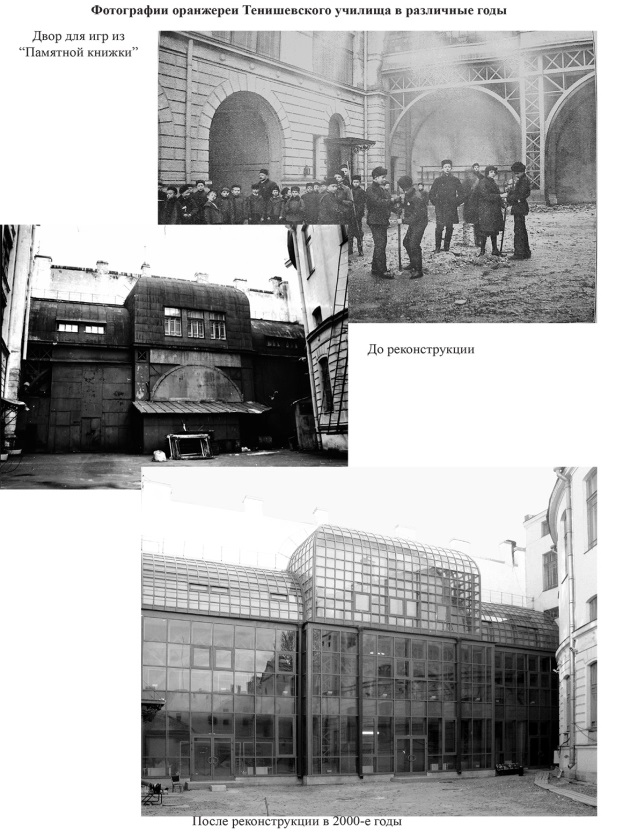 Фотографии оранжереи Тенишевского училища в различные годы
Двор для игр из
“Памятной книжки”
До реконструкции
После реконструкции в 2000-е годы